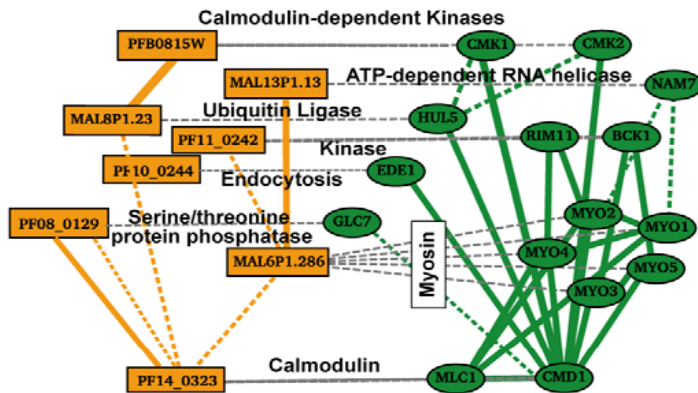 Calmodulin-dependent Kinases
PFB0815W
CMK1
CMK2
MAL13P1.13
ATP-dependent RNA helicase
NAM7
MAL8P1.23
Ubiquitin Ligase
HUL5
PF11_0242
RIM11
BCK1
Kinase
PF10_0244
Endocytosis
EDE1
PF08_0129
Serine/threonine
protein phosphatase
GLC7
MYO2
MYO1
Myosin
MYO4
MAL6P1.286
MYO5
MYO3
Calmodulin
PF14_0323
MLC1
CMD1